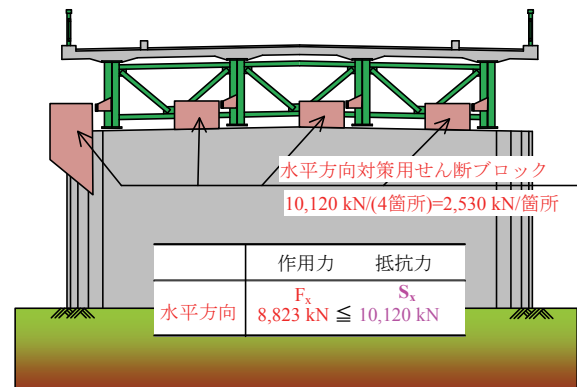 水平方向対策用せん断ブロック
10,120 kN/(4箇所)=2,530 kN/箇所
作用力 抵抗力
Fx Sx
水平方向 8,823 kN ≦ 10,120 kN